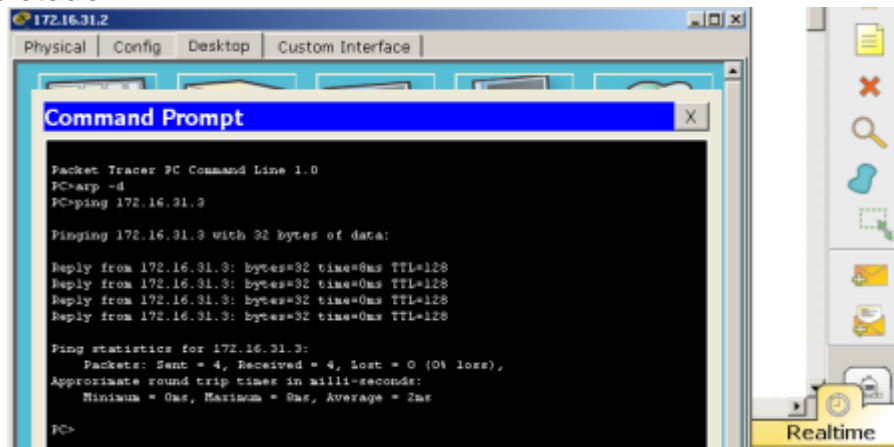 172.16.31.2
Physical Config Desktop Custom Interface
Command Prompt X
Packet Tracer PC Command Line 1.0
PC>arp -d
PC>ping 172.16.31.3
Pinging 172.16.31.3 with 32 bytes of data:
Reply from 172.16.31.3: bytes=32 time=8ms TTL=128
Reply from 172.16.31.3: bytes=32 time=0ms TTL=128
Reply from 172.16.31.3: bytes=32 time=0ms TTL=128
Reply from 172.16.31.3: bytes=32 time=0ms TTL=128
Ping statistics for 172.16.31.3:
Packets: Sent = 4, Received = 4, Lost = 0 (0% loss),
Approximate round trip times in milli-seconds:
Minimum = 0ms, Maximum = 8ms, Average = 2ms
PC>
Realtime